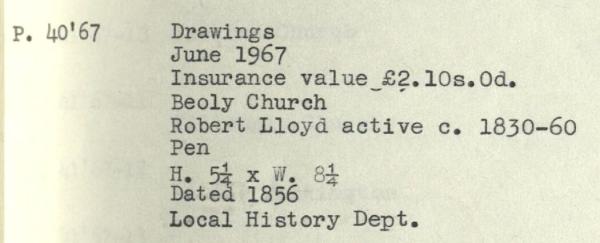 P. 40'67 Drawings
June 1967
Insurance value £2.10s.0d.
Beoly Church
Robert Lloyd active c. 1830-60
Pen
H. 5¼ x W. 8¼
Dated 1856
Local History Dept.